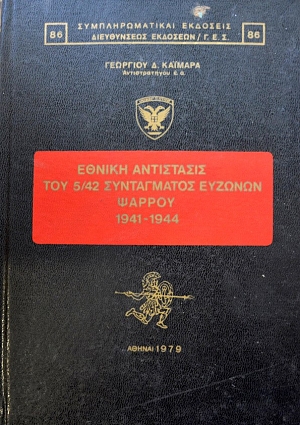 86
ΣΥΜΠΛΗΡΩΜΑΤΙΚΑΙ ΕΚΔΟΣΕΙΣ
ΔΙΕΥΘΥΝΣΕΩΣ ΕΚΔΟΣΕΩΝ / Γ.Ε.Σ.
86
ΓΕΩΡΓΙΟΥ Δ. ΚΑΪΜΑΡΑ
Αντιστρατήγου ε.α.
ΕΘΝΙΚΗ ΑΝΤΙΣΤΑΣΙΣ
ΤΟΥ 5/42 ΣΥΝΤΑΓΜΑΤΟΣ ΕΥΖΩΝΩΝ
ΨΑΡΡΟΥ
1941-1944
ΑΘΗΝΑΙ 1979